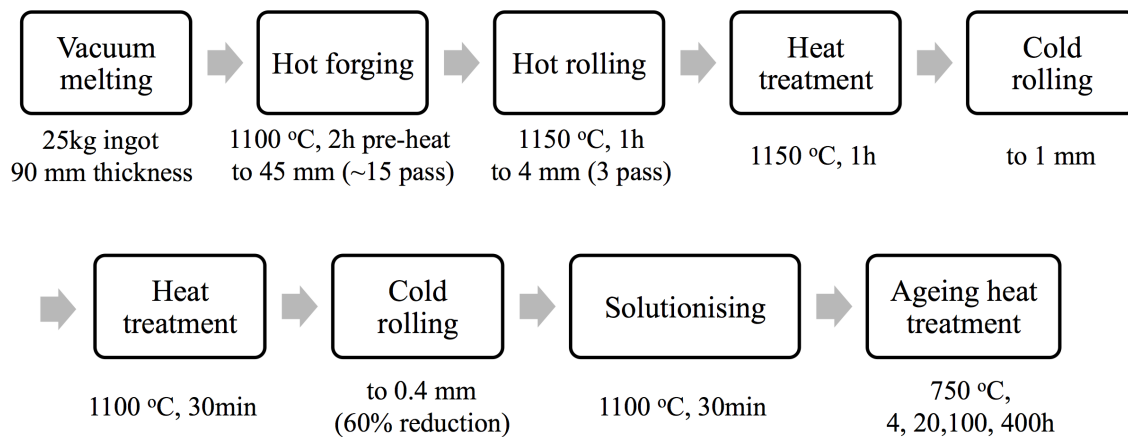 Vacuum
melting
25kg ingot
90 mm thickness
Hot forging
1100 °C, 2h pre-heat
to 45 mm (~15 pass)
Hot rolling
1150 °C, 1h
to 4 mm (3 pass)
Heat
treatment
1150 °C, 1h
Cold
rolling
to 1 mm
Heat
treatment
1100 °C, 30min
Cold
rolling
to 0.4 mm
(60% reduction)
Solutionising
1100 °C, 30min
Ageing heat
treatment
750 °C,
4, 20,100, 400h